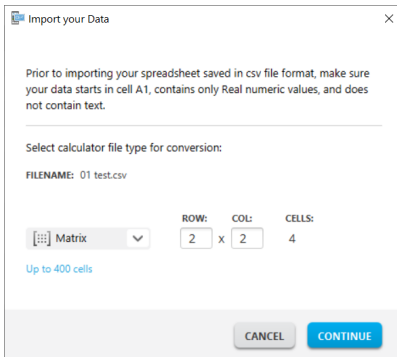 Import your Data
Prior to importing your spreadsheet saved in csv file format, make sure
your data starts in cell A1, contains only Real numeric values, and does
not contain text.
Select calculator file type for conversion:
FILENAME: 01 test.csv
ROW: COL: CELLS:
Matrix 2 x 2 4
Up to 400 cells
CANCEL CONTINUE